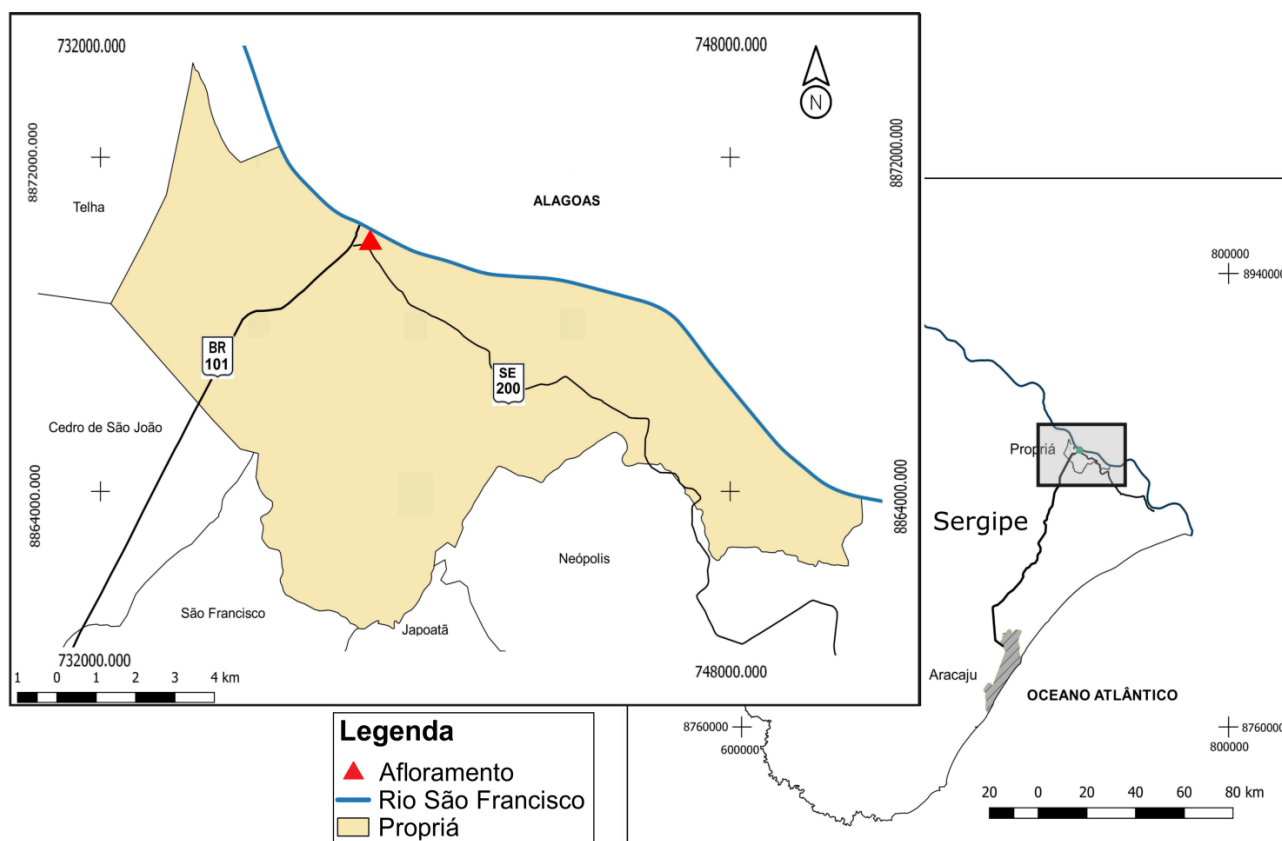 732000.000
748000.000
N
8872000.000
8872000.000
Telha
ALAGOAS
BR
101
SE
200
Cedro de São João
8864000.000
8864000.000
Neópolis
São Francisco
Japoatã
732000.000
748000.000
1 0 1 2 3 4 km
800000
8940000
Propriá
Sergipe
Aracaju
OCEANO ATLÂNTICO
8760000
600000
8760000
800000
20 0 20 40 60 80 km
Legenda
Afloramento
Rio São Francisco
Propriá